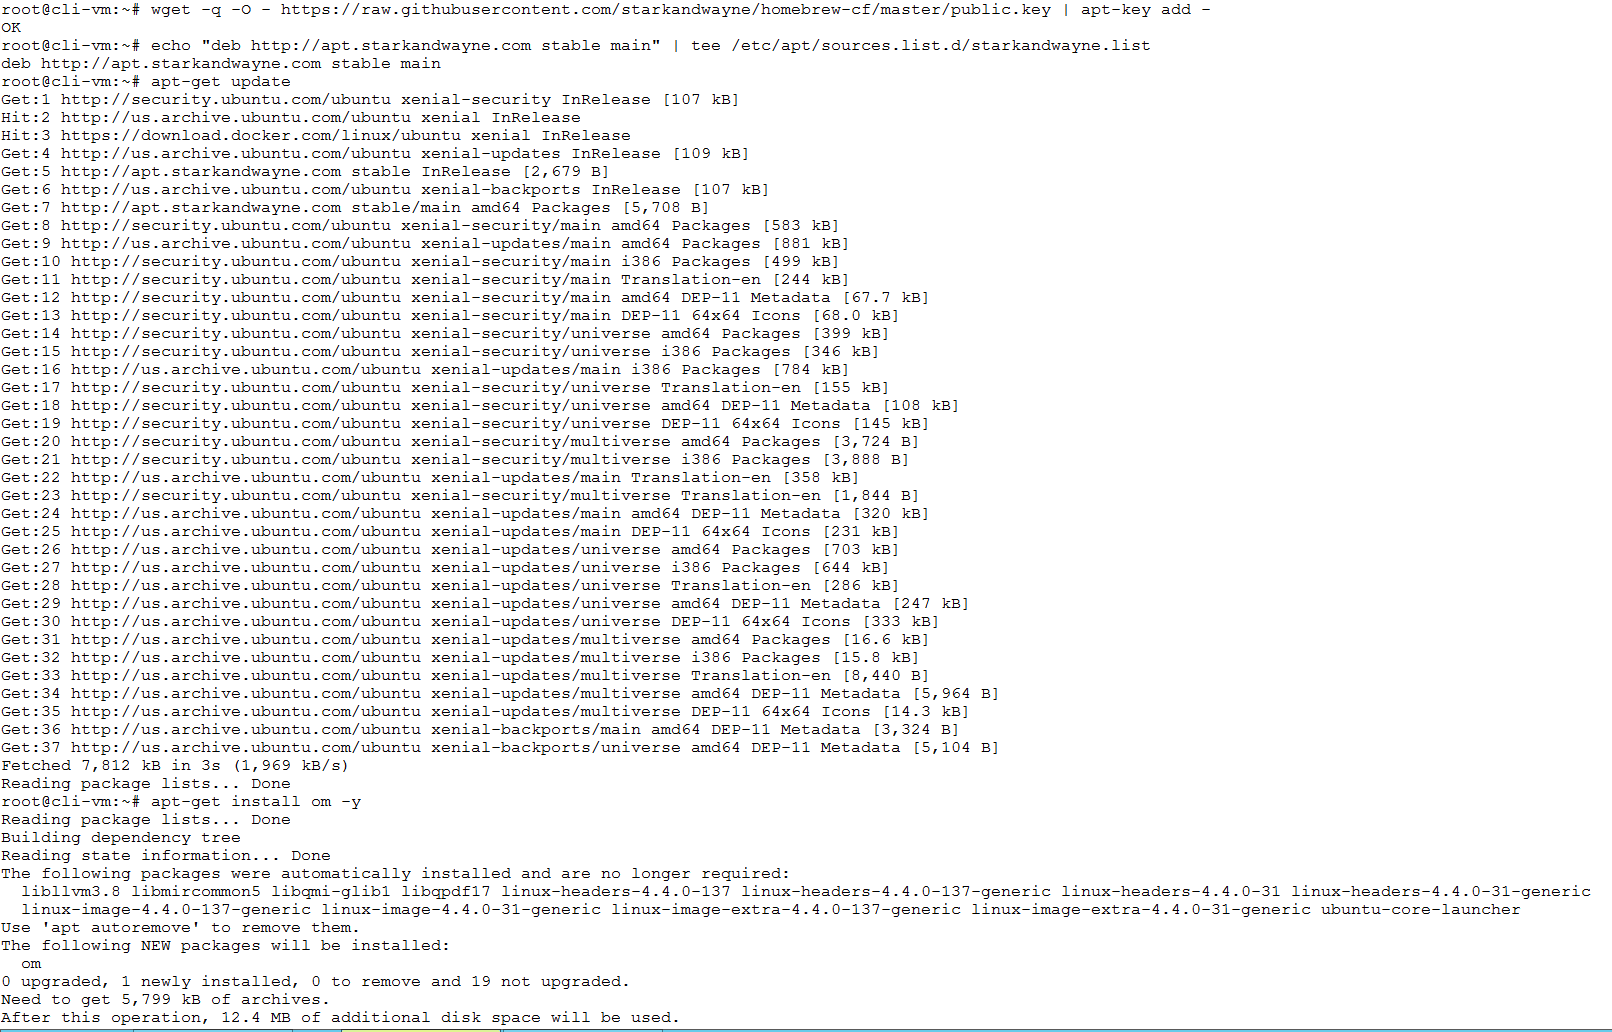 root@cli-vm:~# wget -q -O - https://raw.githubusercontent.com/starkandwayne/homebrew-cf/master/public.key | apt-key add -
OK
root@cli-vm:~# echo "deb http://apt.starkandwayne.com stable main" | tee /etc/apt/sources.list.d/starkandwayne.list
deb http://apt.starkandwayne.com stable main
root@cli-vm:~# apt-get update
Get:1 http://security.ubuntu.com/ubuntu xenial-security InRelease [107 kB]
Hit:2 http://us.archive.ubuntu.com/ubuntu xenial InRelease
Hit:3 https://download.docker.com/linux/ubuntu xenial InRelease
Get:4 http://us.archive.ubuntu.com/ubuntu xenial-updates InRelease [109 kB]
Get:5 http://apt.starkandwayne.com stable InRelease [2,679 B]
Get:6 http://us.archive.ubuntu.com/ubuntu xenial-backports InRelease [107 kB]
Get:7 http://apt.starkandwayne.com stable/main amd64 Packages [5,708 B]
Get:8 http://security.ubuntu.com/ubuntu xenial-security/main amd64 Packages [583 kB]
Get:9 http://us.archive.ubuntu.com/ubuntu xenial-updates/main amd64 Packages [881 kB]
Get:10 http://security.ubuntu.com/ubuntu xenial-security/main i386 Packages [499 kB]
Get:11 http://security.ubuntu.com/ubuntu xenial-security/main Translation-en [244 kB]
Get:12 http://security.ubuntu.com/ubuntu xenial-security/main amd64 DEP-11 Metadata [67.7 kB]
Get:13 http://security.ubuntu.com/ubuntu xenial-security/main DEP-11 64x64 Icons [68.0 kB]
Get:14 http://security.ubuntu.com/ubuntu xenial-security/universe amd64 Packages [399 kB]
Get:15 http://security.ubuntu.com/ubuntu xenial-security/universe i386 Packages [346 kB]
Get:16 http://us.archive.ubuntu.com/ubuntu xenial-updates/main i386 Packages [784 kB]
Get:17 http://security.ubuntu.com/ubuntu xenial-security/universe Translation-en [155 kB]
Get:18 http://security.ubuntu.com/ubuntu xenial-security/universe amd64 DEP-11 Metadata [108 kB]
Get:19 http://security.ubuntu.com/ubuntu xenial-security/universe DEP-11 64x64 Icons [145 kB]
Get:20 http://security.ubuntu.com/ubuntu xenial-security/multiverse amd64 Packages [3,724 B]
Get:21 http://security.ubuntu.com/ubuntu xenial-security/multiverse i386 Packages [3,888 B]
Get:22 http://us.archive.ubuntu.com/ubuntu xenial-updates/main Translation-en [358 kB]
Get:23 http://security.ubuntu.com/ubuntu xenial-security/multiverse Translation-en [1,844 B]
Get:24 http://us.archive.ubuntu.com/ubuntu xenial-updates/main amd64 DEP-11 Metadata [320 kB]
Get:25 http://us.archive.ubuntu.com/ubuntu xenial-updates/main DEP-11 64x64 Icons [231 kB]
Get:26 http://us.archive.ubuntu.com/ubuntu xenial-updates/universe amd64 Packages [703 kB]
Get:27 http://us.archive.ubuntu.com/ubuntu xenial-updates/universe i386 Packages [644 kB]
Get:28 http://us.archive.ubuntu.com/ubuntu xenial-updates/universe Translation-en [286 kB]
Get:29 http://us.archive.ubuntu.com/ubuntu xenial-updates/universe amd64 DEP-11 Metadata [247 kB]
Get:30 http://us.archive.ubuntu.com/ubuntu xenial-updates/universe DEP-11 64x64 Icons [333 kB]
Get:31 http://us.archive.ubuntu.com/ubuntu xenial-updates/multiverse amd64 Packages [16.6 kB]
Get:32 http://us.archive.ubuntu.com/ubuntu xenial-updates/multiverse i386 Packages [15.8 kB]
Get:33 http://us.archive.ubuntu.com/ubuntu xenial-updates/multiverse Translation-en [8,440 B]
Get:34 http://us.archive.ubuntu.com/ubuntu xenial-updates/multiverse amd64 DEP-11 Metadata [5,964 B]
Get:35 http://us.archive.ubuntu.com/ubuntu xenial-updates/multiverse DEP-11 64x64 Icons [14.3 kB]
Get:36 http://us.archive.ubuntu.com/ubuntu xenial-backports/main amd64 DEP-11 Metadata [3,324 B]
Get:37 http://us.archive.ubuntu.com/ubuntu xenial-backports/universe amd64 DEP-11 Metadata [5,104 B]
Fetched 7,812 kB in 3s (1,969 kB/s)
Reading package lists... Done
root@cli-vm:~# apt-get install om -y
Reading package lists... Done
Building dependency tree
Reading state information... Done
The following packages were automatically installed and are no longer required:
libllvm3.8 libmircommon5 libqmi-glib1 libqpdf17 linux-headers-4.4.0-137 linux-headers-4.4.0-137-generic linux-headers-4.4.0-31 linux-headers-4.4.0-31-generic
linux-image-4.4.0-137-generic linux-image-4.4.0-31-generic linux-image-extra-4.4.0-137-generic linux-image-extra-4.4.0-31-generic ubuntu-core-launcher
Use 'apt autoremove' to remove them.
The following NEW packages will be installed:
om
0 upgraded, 1 newly installed, 0 to remove and 19 not upgraded.
Need to get 5,799 kB of archives.
After this operation, 12.4 MB of additional disk space will be used.